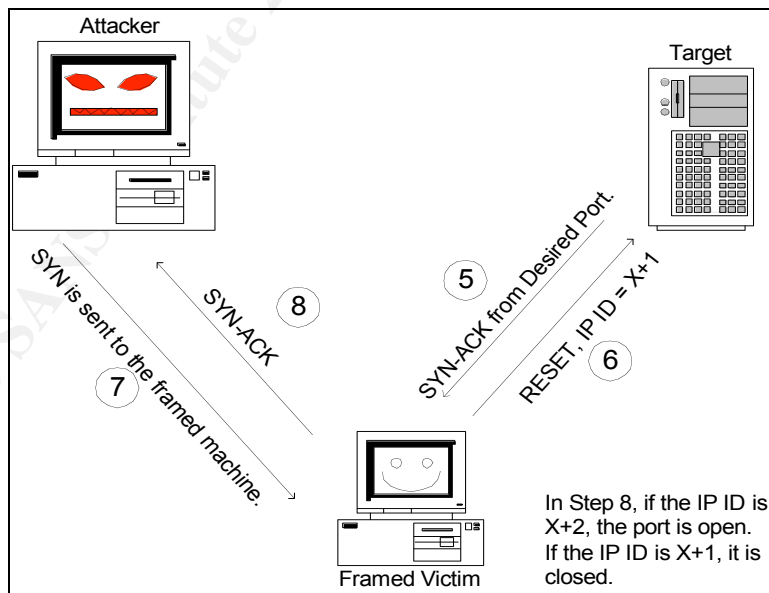 Attacker
Target
SANS Institute
SYN is sent to the framed machine.
7
SYN-ACK
8
5
SYN-ACK from Desired Port.
RESET, IP ID = X+1
6
Framed Victim
In Step 8, if the IP ID is
X+2, the port is open.
If the IP ID is X+1, it is
closed.